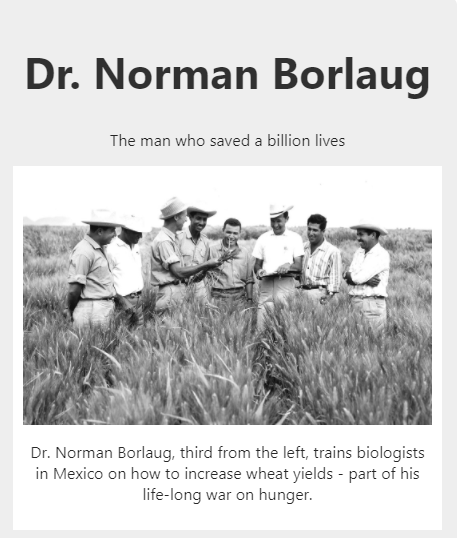 Dr. Norman Borlaug
The man who saved a billion lives
Dr. Norman Borlaug, third from the left, trains biologists
in Mexico on how to increase wheat yields - part of his
life-long war on hunger.